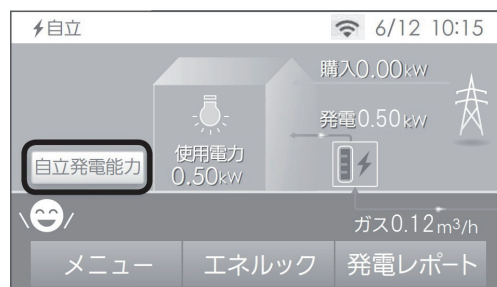 自立 6/12 10:15
購入0.00kW
発電0.50kW
使用電力
0.50kW
自立発電能力
ガス0.12m³/h
メニュー エネルック 発電レポート